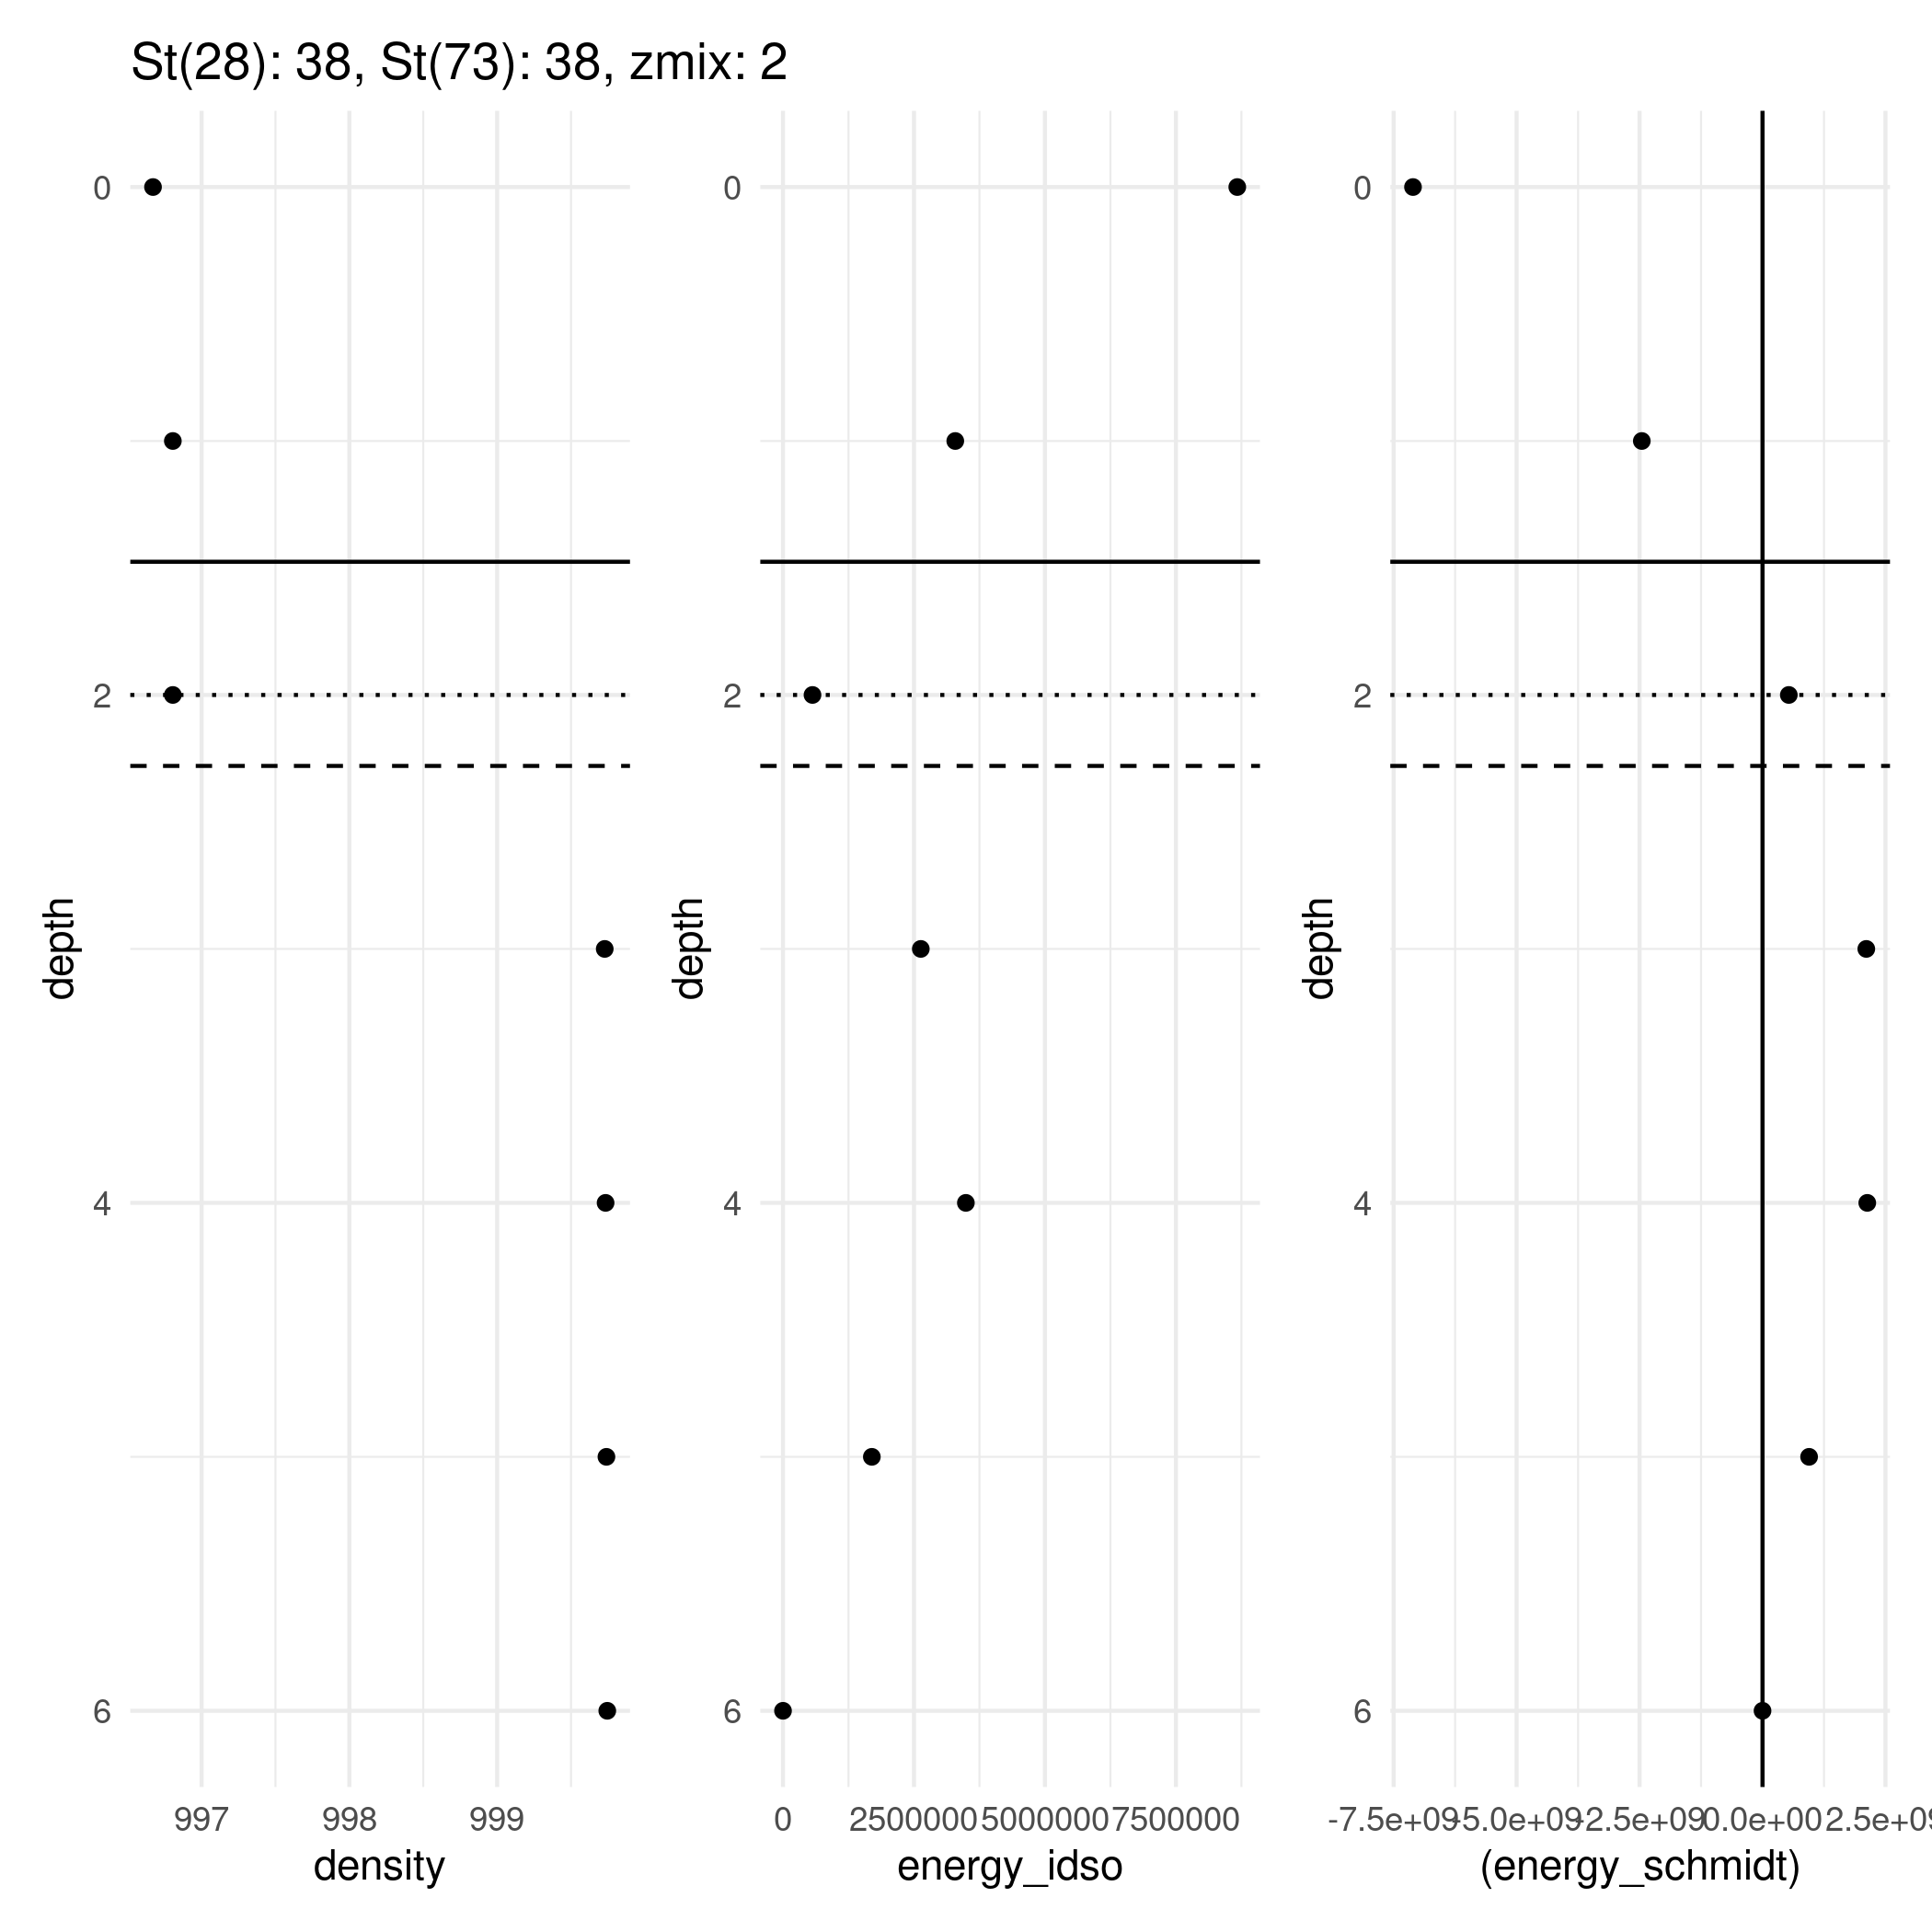 St(28): 38, St(73): 38, zmix: 2
0
2
4
6
depth
997 998 999
density
0
2
4
6
depth
0 2500000 5000000 7500000
energy_idso
0
2
4
6
depth
-7.5e+09 -5.0e+09 -2.5e+09 0.0e+00 2.5e+09
(energy_schmidt)